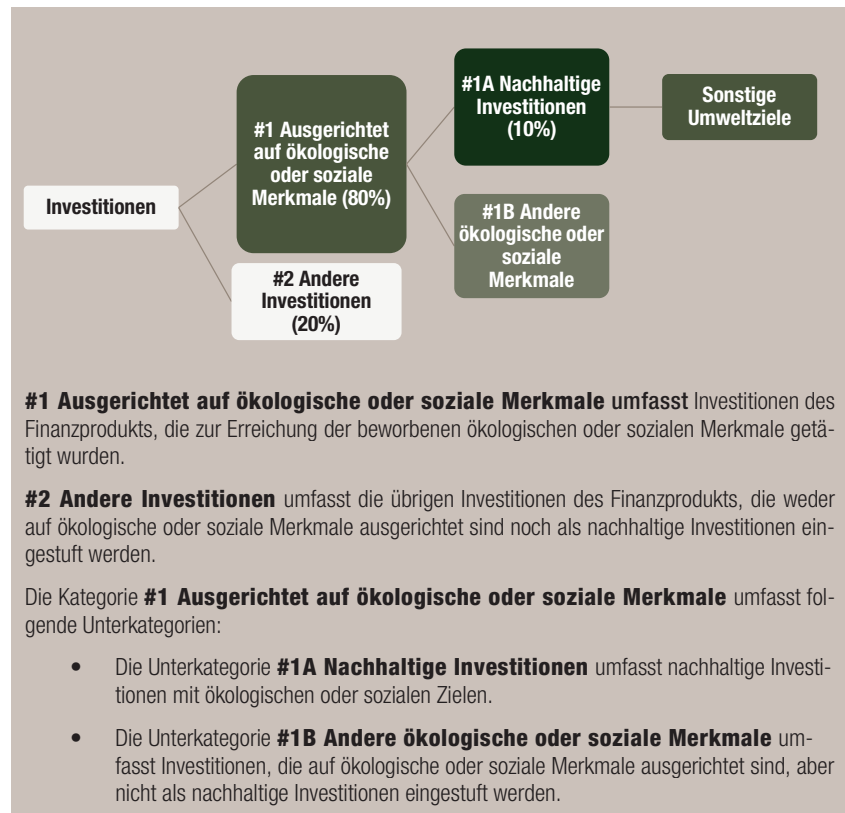 Investitionen
#1 Ausgerichtet
auf ökologische
oder soziale
Merkmale (80%)
#2 Andere
Investitionen
(20%)
#1A Nachhaltige
Investitionen
(10%)
#1B Andere
ökologische oder
soziale
Merkmale
Sonstige
Umweltziele
#1 Ausgerichtet auf ökologische oder soziale Merkmale umfasst Investitionen des
Finanzprodukts, die zur Erreichung der beworbenen ökologischen oder sozialen Merkmale getä-
tigt wurden.
#2 Andere Investitionen umfasst die übrigen Investitionen des Finanzprodukts, die weder
auf ökologische oder soziale Merkmale ausgerichtet sind noch als nachhaltige Investitionen ein-
gestuft werden.
Die Kategorie #1 Ausgerichtet auf ökologische oder soziale Merkmale umfasst fol-
gende Unterkategorien:
• Die Unterkategorie #1A Nachhaltige Investitionen umfasst nachhaltige Investi-
tionen mit ökologischen oder sozialen Zielen.
• Die Unterkategorie #1B Andere ökologische oder soziale Merkmale um-
fasst Investitionen, die auf ökologische oder soziale Merkmale ausgerichtet sind, aber
nicht als nachhaltige Investitionen eingestuft werden.